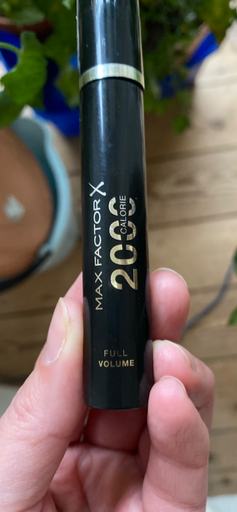 MAX FACTOR X
2000
CALORIE
FULL
VOLUME